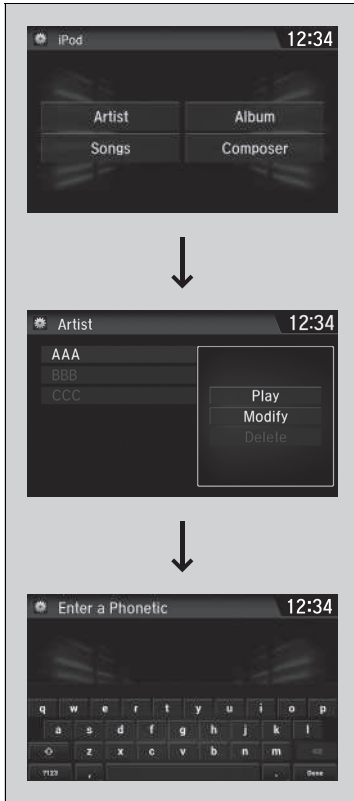 iPod 12:34
Artist Album
Songs Composer
Artist 12:34
AAA
BBB
CCC
Play
Modify
Delete
Enter a Phonetic 12:34
q w e r t y u i o p
a s d f g h j k l
z x c v b n m
?123 , . Done